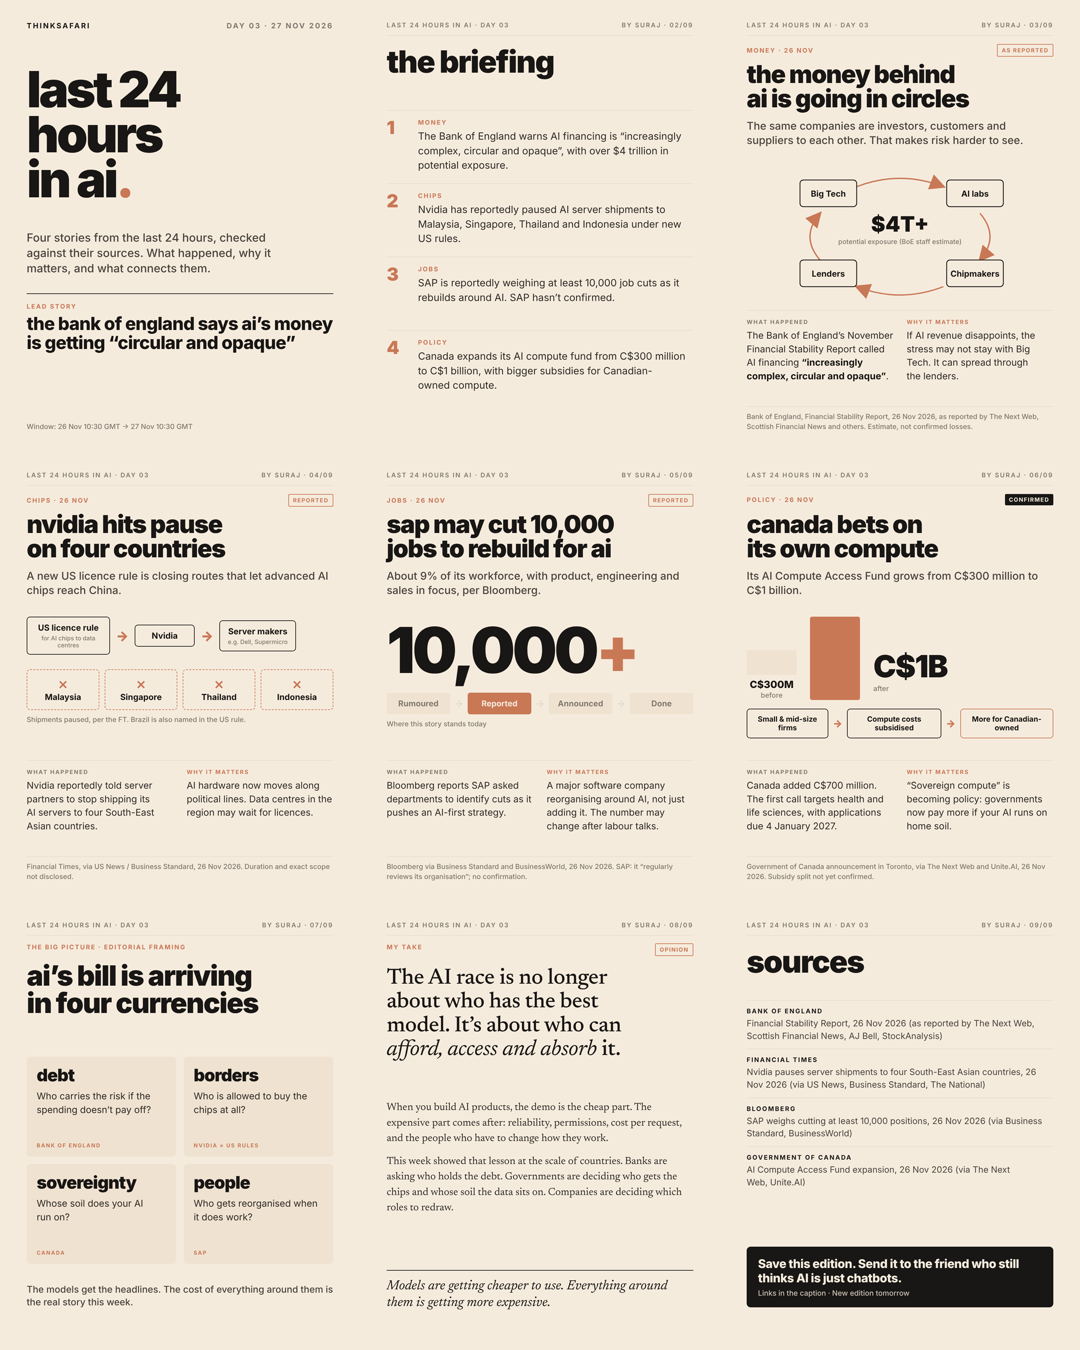 THINKSAFARI
DAY 03 · 27 NOV 2026
last 24
hours
in ai.
Four stories from the last 24 hours, checked
against their sources. What happened, why it
matters, and what connects them.
LEAD STORY
the bank of england says ai’s money
is getting “circular and opaque”
Window: 26 Nov 10:30 GMT → 27 Nov 10:30 GMT
LAST 24 HOURS IN AI · DAY 03
BY SURAJ · 02/09
the briefing
1
MONEY
The Bank of England warns AI financing is “increasingly
complex, circular and opaque”, with over $4 trillion in
potential exposure.
2
CHIPS
Nvidia has reportedly paused AI server shipments to
Malaysia, Singapore, Thailand and Indonesia under new
US rules.
3
JOBS
SAP is reportedly weighing at least 10,000 job cuts as it
rebuilds around AI. SAP hasn’t confirmed.
4
POLICY
Canada expands its AI compute fund from C$300 million
to C$1 billion, with bigger subsidies for Canadian-
owned compute.
LAST 24 HOURS IN AI · DAY 03
BY SURAJ · 03/09
MONEY · 26 NOV
AS REPORTED
the money behind
ai is going in circles
The same companies are investors, customers and
suppliers to each other. That makes risk harder to see.
Big Tech
AI labs
$4T+
potential exposure (BoE staff estimate)
Lenders
Chipmakers
WHAT HAPPENED
The Bank of England’s November
Financial Stability Report called
AI financing “increasingly
complex, circular and opaque”.
WHY IT MATTERS
If AI revenue disappoints, the
stress may not stay with Big
Tech. It can spread through
the lenders.
Bank of England, Financial Stability Report, 26 Nov 2026, as reported by The Next Web,
Scottish Financial News and others. Estimate, not confirmed losses.
LAST 24 HOURS IN AI · DAY 03
BY SURAJ · 04/09
CHIPS · 26 NOV
REPORTED
nvidia hits pause
on four countries
A new US licence rule is closing routes that let advanced AI
chips reach China.
US licence rule
for AI chips to data
centres
→
Nvidia
→
Server makers
e.g. Dell, Supermicro
×
Malaysia
×
Singapore
×
Thailand
×
Indonesia
Shipments paused, per the FT. Brazil is also named in the US rule.
WHAT HAPPENED
Nvidia reportedly told server
partners to stop shipping its
AI servers to four South-East
Asian countries.
WHY IT MATTERS
AI hardware now moves along
political lines. Data centres in the
region may wait for licences.
Financial Times, via US News / Business Standard, 26 Nov 2026. Duration and exact scope
not disclosed.
LAST 24 HOURS IN AI · DAY 03
BY SURAJ · 05/09
JOBS · 26 NOV
REPORTED
sap may cut 10,000
jobs to rebuild for ai
About 9% of its workforce, with product, engineering and
sales in focus, per Bloomberg.
10,000+
Rumoured → Reported → Announced → Done
Where this story stands today
WHAT HAPPENED
Bloomberg reports SAP asked
departments to identify cuts as it
pushes an AI-first strategy.
WHY IT MATTERS
A major software company
reorganising around AI, not just
adding it. The number may
change after labour talks.
Bloomberg via Business Standard and BusinessWorld, 26 Nov 2026. SAP: it “regularly
reviews its organisation”; no confirmation.
LAST 24 HOURS IN AI · DAY 03
BY SURAJ · 06/09
POLICY · 26 NOV
CONFIRMED
canada bets on
its own compute
Its AI Compute Access Fund grows from C$300 million to
C$1 billion.
C$300M
before
C$1B
after
Small & mid-size
firms
→
Compute costs
subsidised
→
More for Canadian-
owned
WHAT HAPPENED
Canada added C$700 million.
The first call targets health and
life sciences, with applications
due 4 January 2027.
WHY IT MATTERS
“Sovereign compute” is
becoming policy: governments
now pay more if your AI runs on
home soil.
Government of Canada announcement in Toronto, via The Next Web and Unite.AI, 26 Nov
2026. Subsidy split not yet confirmed.
LAST 24 HOURS IN AI · DAY 03
BY SURAJ · 07/09
THE BIG PICTURE · EDITORIAL FRAMING
ai’s bill is arriving
in four currencies
debt
Who carries the risk if the
spending doesn’t pay off?
BANK OF ENGLAND
borders
Who is allowed to buy the
chips at all?
NVIDIA × US RULES
sovereignty
Whose soil does your AI
run on?
CANADA
people
Who gets reorganised when
it does work?
SAP
The models get the headlines. The cost of everything around them is
the real story this week.
LAST 24 HOURS IN AI · DAY 03
BY SURAJ · 08/09
MY TAKE
OPINION
The AI race is no longer
about who has the best
model. It’s about who can
afford, access and absorb it.
When you build AI products, the demo is the cheap part. The
expensive part comes after: reliability, permissions, cost per request,
and the people who have to change how they work.
This week showed that lesson at the scale of countries. Banks are
asking who holds the debt. Governments are deciding who gets the
chips and whose soil the data sits on. Companies are deciding which
roles to redraw.
Models are getting cheaper to use. Everything around
them is getting more expensive.
LAST 24 HOURS IN AI · DAY 03
BY SURAJ · 09/09
sources
BANK OF ENGLAND
Financial Stability Report, 26 Nov 2026 (as reported by The Next Web,
Scottish Financial News, AJ Bell, StockAnalysis)
FINANCIAL TIMES
Nvidia pauses server shipments to four South-East Asian countries, 26
Nov 2026 (via US News, Business Standard, The National)
BLOOMBERG
SAP weighs cutting at least 10,000 positions, 26 Nov 2026 (via Business
Standard, BusinessWorld)
GOVERNMENT OF CANADA
AI Compute Access Fund expansion, 26 Nov 2026 (via The Next
Web, Unite.AI)
Save this edition. Send it to the friend who still
thinks AI is just chatbots.
Links in the caption · New edition tomorrow